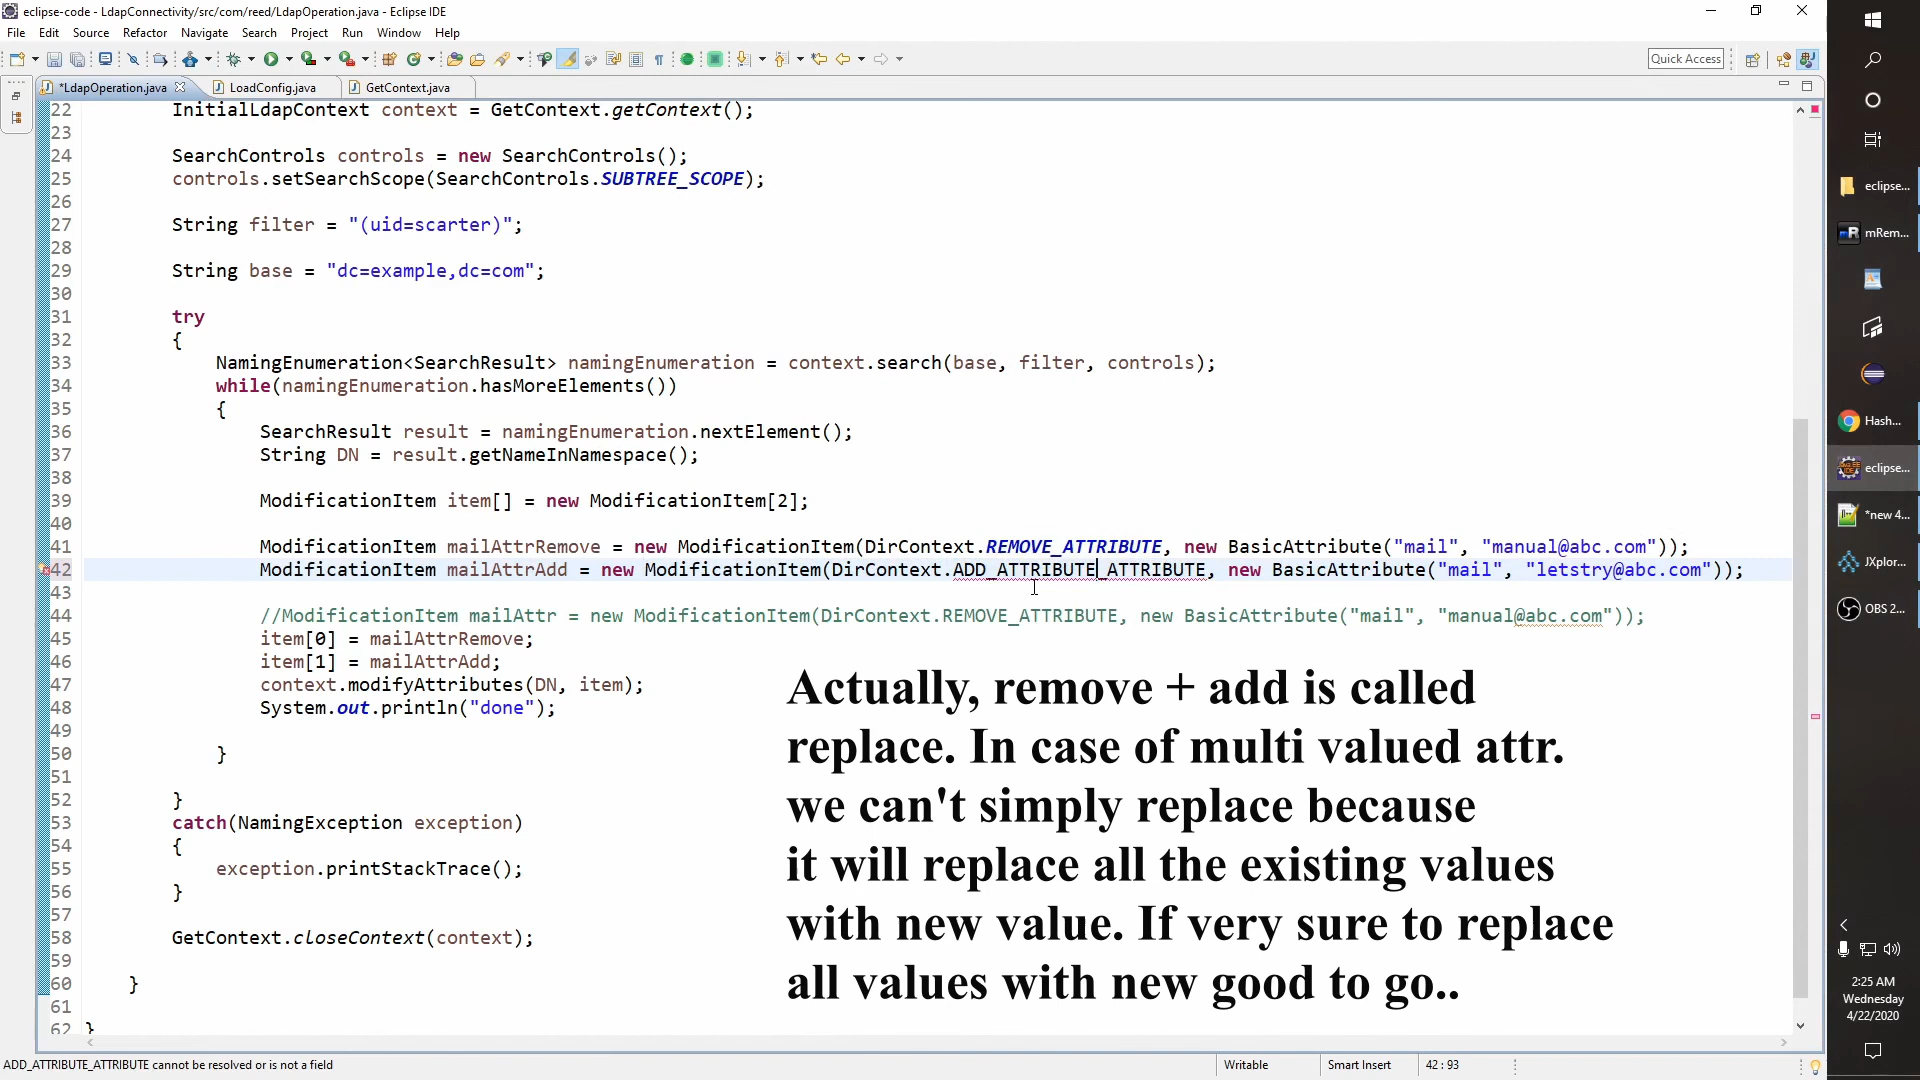 eclipse-code - LdapConnectivity/src/com/reed/LdapOperation.java - Eclipse IDE
File Edit Source Refactor Navigate Search Project Run Window Help
Quick Access
*LdapOperation.java LoadConfig.java GetContext.java
22 InitialLdapContext context = GetContext.getContext();
23
24 SearchControls controls = new SearchControls();
25 controls.setSearchScope(SearchControls.SUBTREE_SCOPE);
26
27 String filter = "(uid=scarter)";
28
29 String base = "dc=example,dc=com";
30
31 try
32 {
33 NamingEnumeration<SearchResult> namingEnumeration = context.search(base, filter, controls);
34 while(namingEnumeration.hasMoreElements())
35 {
36 SearchResult result = namingEnumeration.nextElement();
37 String DN = result.getNameInNamespace();
38
39 ModificationItem item[] = new ModificationItem[2];
40
41 ModificationItem mailAttrRemove = new ModificationItem(DirContext.REMOVE_ATTRIBUTE, new BasicAttribute("mail", "manual@abc.com"));
42 ModificationItem mailAttrAdd = new ModificationItem(DirContext.ADD_ATTRIBUTE_ATTRIBUTE, new BasicAttribute("mail", "letstry@abc.com"));
43
44 //ModificationItem mailAttr = new ModificationItem(DirContext.REMOVE_ATTRIBUTE, new BasicAttribute("mail", "manual@abc.com"));
45 item[0] = mailAttrRemove;
46 item[1] = mailAttrAdd;
47 context.modifyAttributes(DN, item);
48 System.out.println("done");
49
50 }
51
52 }
53 catch(NamingException exception)
54 {
55 exception.printStackTrace();
56 }
57
58 GetContext.closeContext(context);
59
60 }
61
62 }
Actually, remove + add is called
replace. In case of multi valued attr.
we can't simply replace because
it will replace all the existing values
with new value. If very sure to replace
all values with new good to go..
ADD_ATTRIBUTE_ATTRIBUTE cannot be resolved or is not a field
Writable Smart Insert 42 : 93
eclipse...
mRem...
Hash...
eclipse...
*new 4...
JXplor...
OBS 2...
2:25 AM
Wednesday
4/22/2020